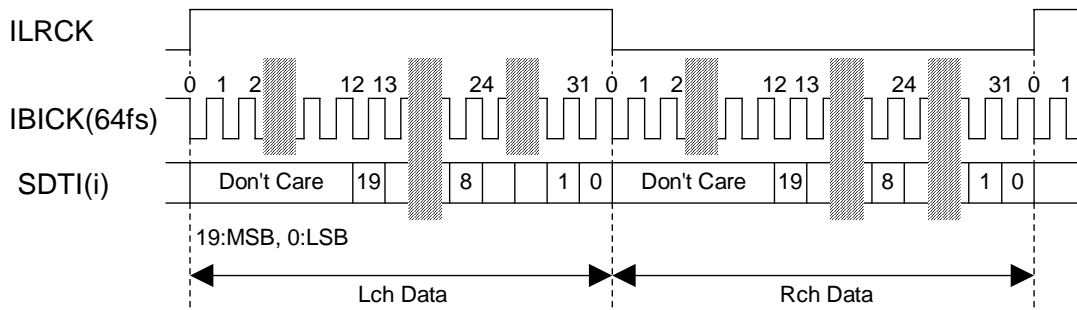 ILRCK
0 1 2 12 13 24 31 0 1 2 12 13 24 31 0 1
IBICK(64fs)
SDTI(i) Don't Care 19 8 1 0 Don't Care 19 8 1 0
19:MSB, 0:LSB
Lch Data Rch Data